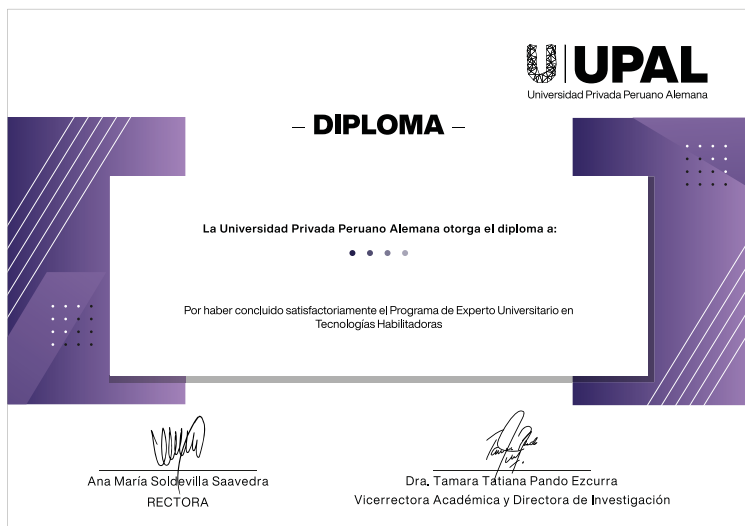 UPAL
Universidad Privada Peruano Alemana
– DIPLOMA –
La Universidad Privada Peruano Alemana otorga el diploma a:
Por haber concluido satisfactoriamente el Programa de Experto Universitario en
Tecnologías Habilitadoras
Ana María Soldevilla Saavedra
RECTORA
Dra. Tamara Tatiana Pando Ezcurra
Vicerrectora Académica y Directora de Investigación